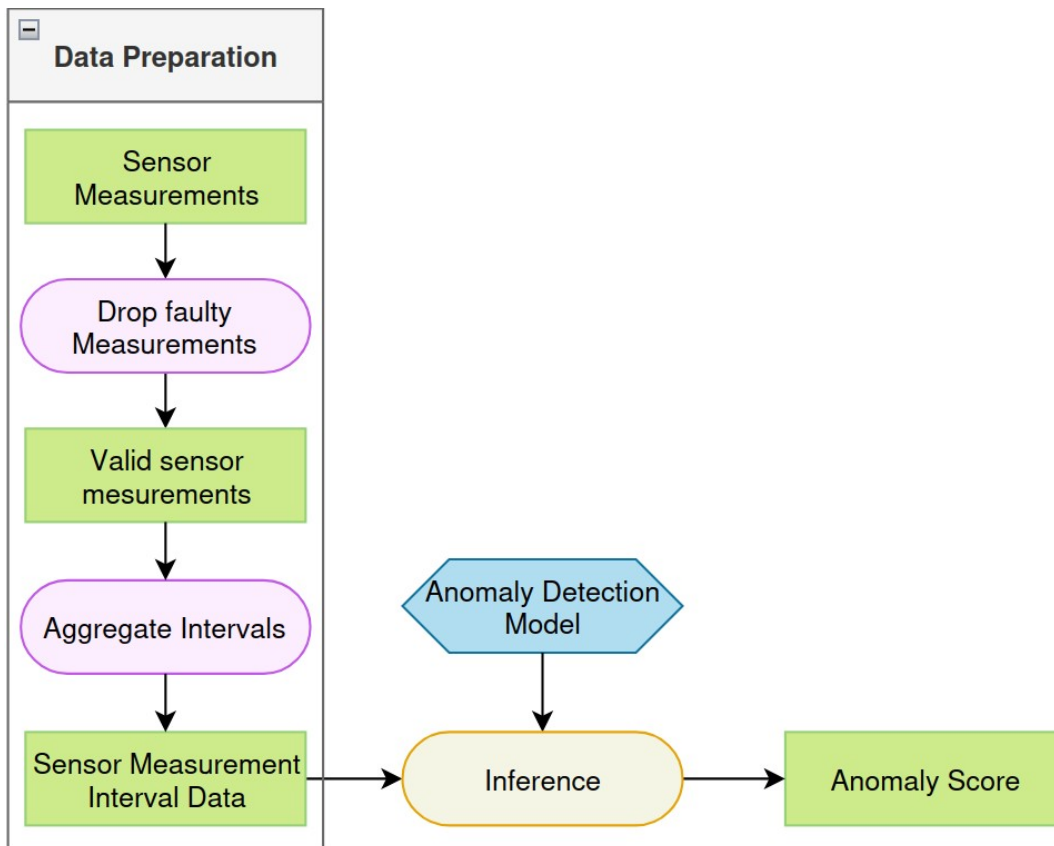 Data Preparation
Sensor
Measurements
Drop faulty
Measurements
Valid sensor
mesurements
Aggregate Intervals
Sensor Measurement
Interval Data
Anomaly Detection
Model
Inference
Anomaly Score